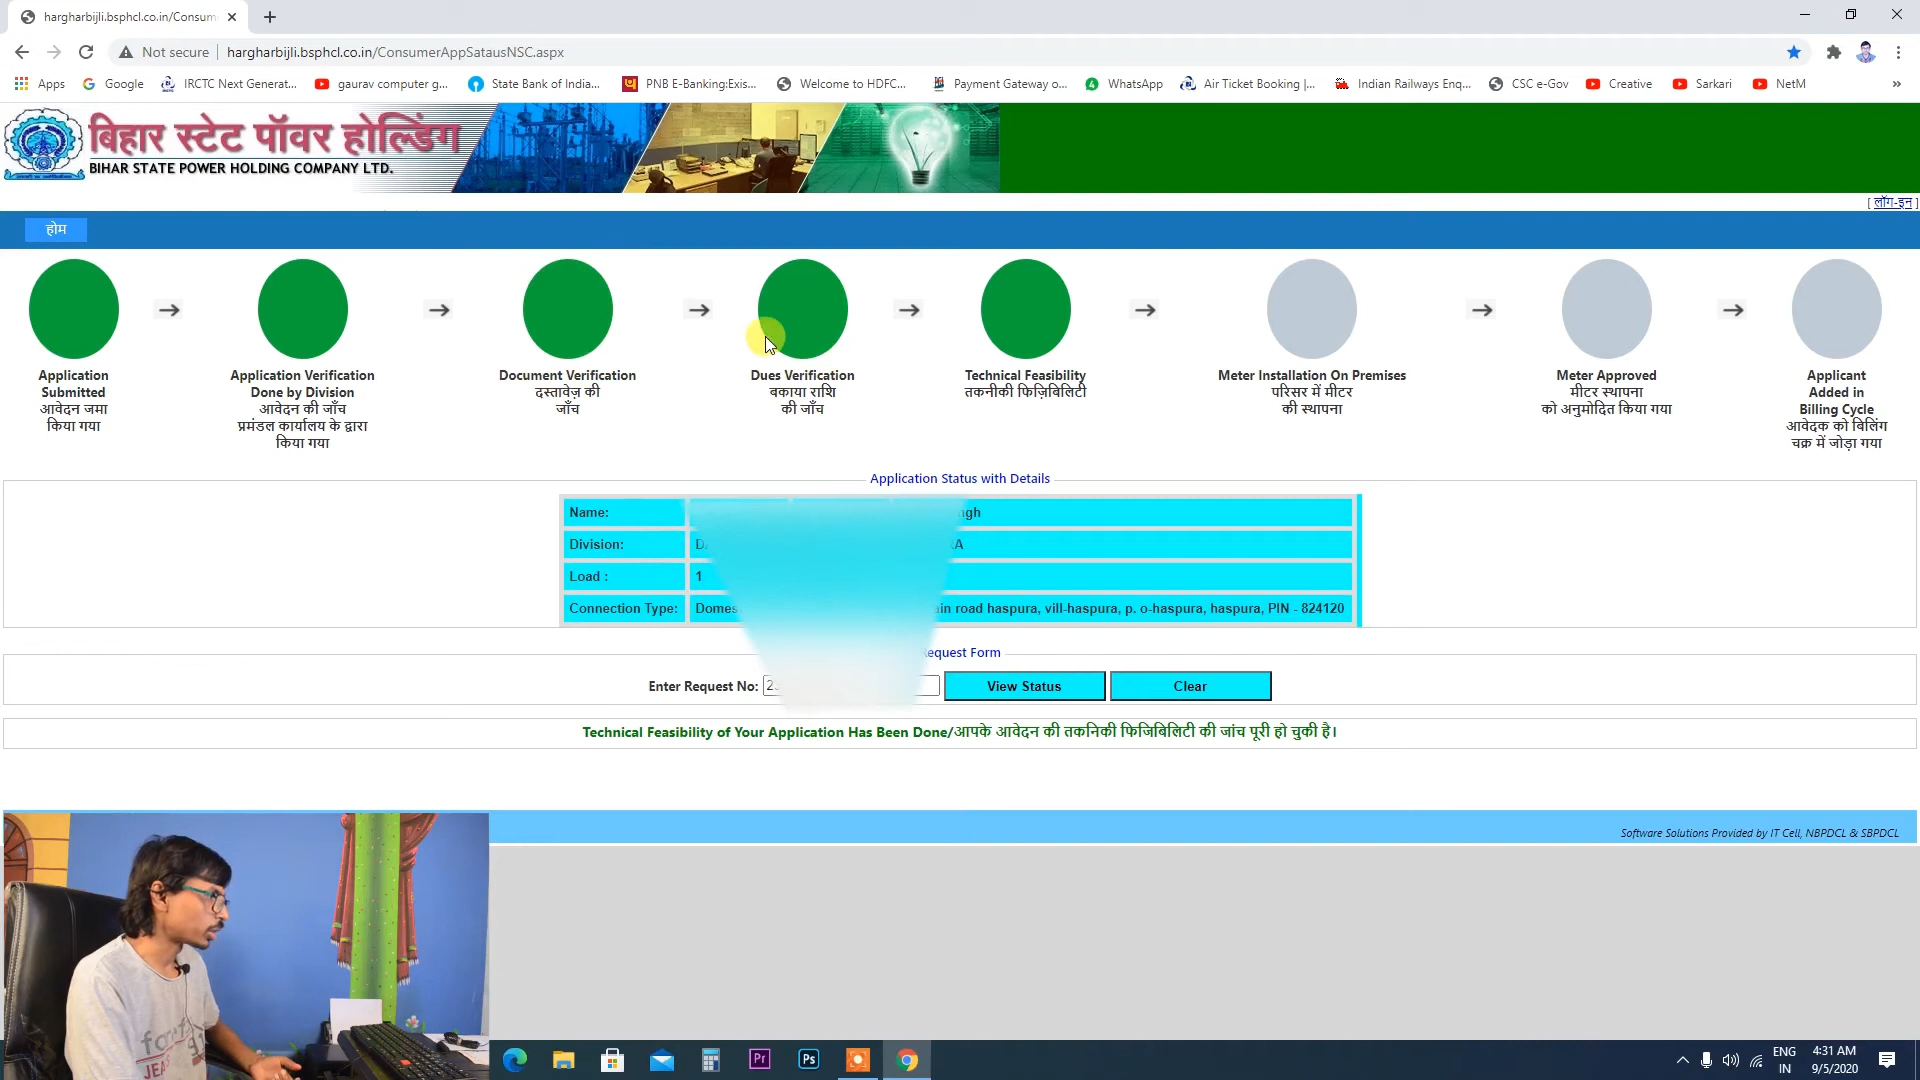 hargharbijli.bsphcl.co.in/Consum
Not secure hargharbijli.bsphcl.co.in/ConsumerAppSatausNSC.aspx
Apps Google IRCTC Next Generat... gaurav computer g... State Bank of India... PNB E-Banking:Exis... Welcome to HDFC... Payment Gateway o... WhatsApp Air Ticket Booking |... Indian Railways Enq... CSC e-Gov Creative Sarkari NetM »
बिहार स्टेट पॉवर होल्डिंग
BIHAR STATE POWER HOLDING COMPANY LTD.
[ लॉग-इन ]
होम
Application Submitted
आवेदन जमा किया गया
Application Verification Done by Division
आवेदन की जाँच प्रमंडल कार्यालय के द्वारा किया गया
Document Verification
दस्तावेज़ की जाँच
Dues Verification
बकाया राशि की जाँच
Technical Feasibility
तकनीकी फिज़िबिलिटी
Meter Installation On Premises
परिसर में मीटर की स्थापना
Meter Approved
मीटर स्थापना को अनुमोदित किया गया
Applicant Added in Billing Cycle
आवेदक को बिलिंग चक्र में जोड़ा गया
Application Status with Details
Name:
Division:
Load : 1
Connection Type: road haspura, vill-haspura, p. o-haspura, haspura, PIN - 824120
Request Form
Enter Request No: View Status Clear
Technical Feasibility of Your Application Has Been Done/आपके आवेदन की तकनिकी फिजिबिलिटी की जांच पूरी हो चुकी है।
Software Solutions Provided by IT Cell, NBPDCL & SBPDCL
Pr Ps
ENG IN
4:31 AM
9/5/2020